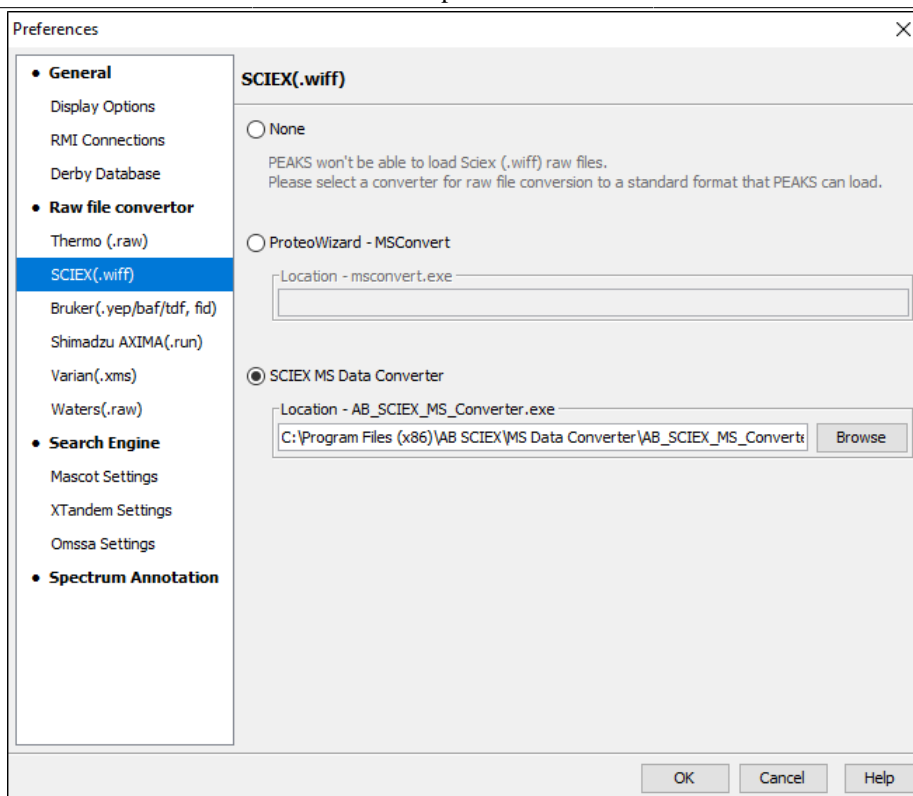 Preferences
• General
Display Options
RMI Connections
Derby Database
• Raw file convertor
Thermo (.raw)
SCIEX(.wiff)
Bruker(.yep/baf/tdf, fid)
Shimadzu AXIMA(.run)
Varian(.xms)
Waters(.raw)
• Search Engine
Mascot Settings
XTandem Settings
Omssa Settings
• Spectrum Annotation
SCIEX(.wiff)
None
PEAKS won't be able to load Sciex (.wiff) raw files.
Please select a converter for raw file conversion to a standard format that PEAKS can load.
ProteoWizard - MSConvert
Location - msconvert.exe
SCIEX MS Data Converter
Location - AB_SCIEX_MS_Converter.exe
C:\Program Files (x86)\AB SCIEX\MS Data Converter\AB_SCIEX_MS_Converte
Browse
OK Cancel Help